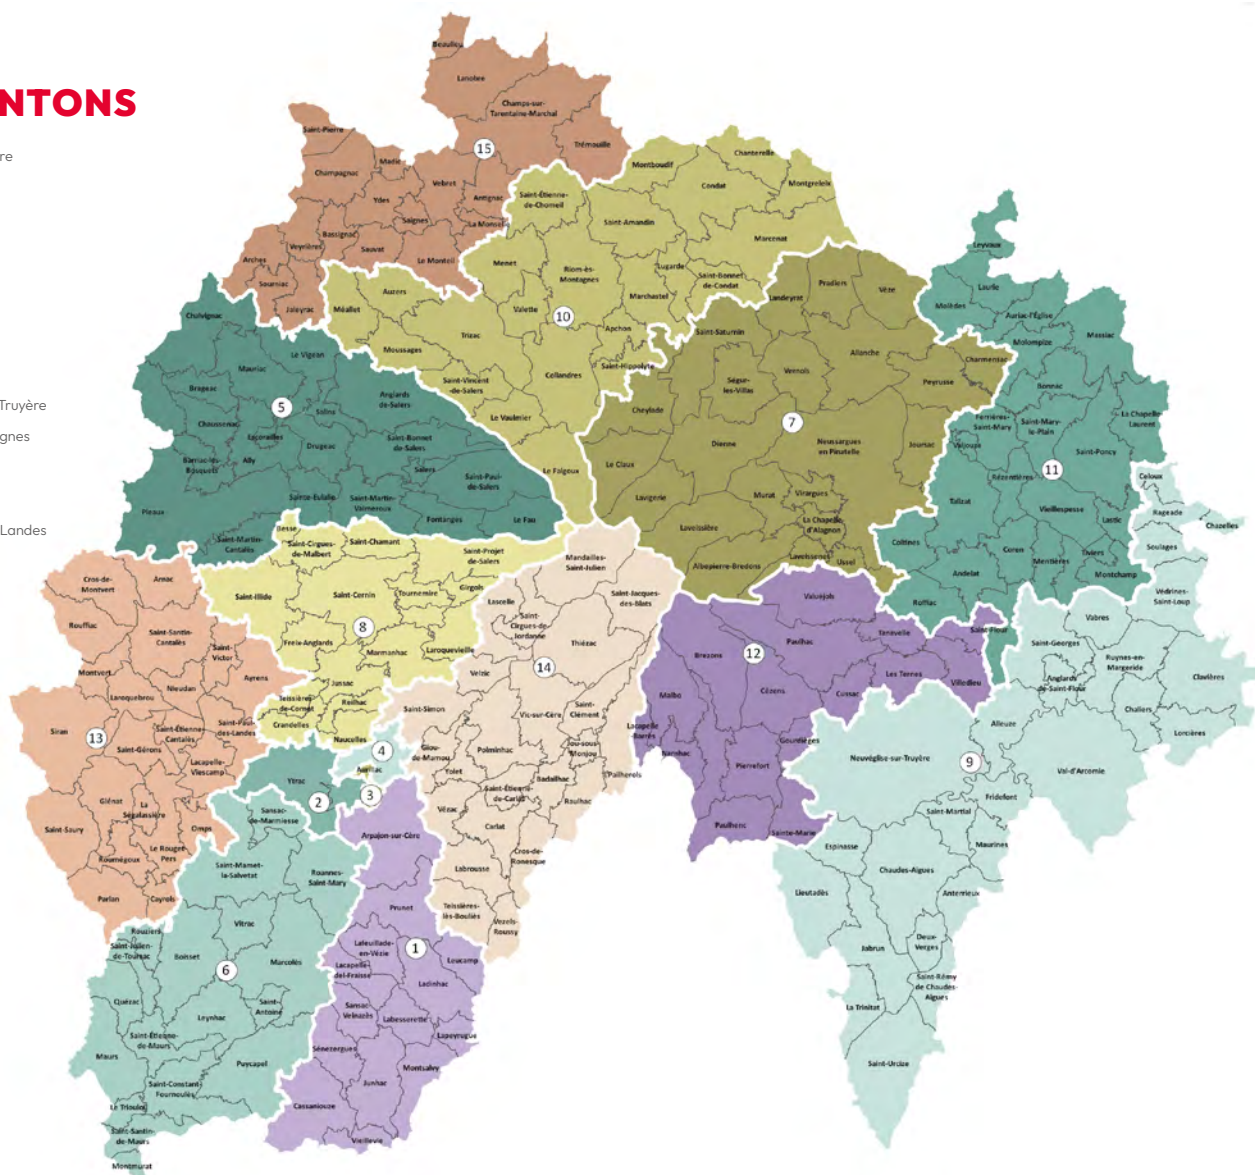 NTONS
re
Truyère
gnes
Landes
Beaulieu
Lanobre
Champs-sur-
Tarentaine-Marchal
Trémouille
15
Saint-Pierre
Madic
Champagnac
Vebret
Antignac
Ydes
Saignes
La Monselie
Bassignac
Veyrières
Sauvat
Le Monteil
Arches
Sourniac
Jaleyrac
Montboudif
Chanterelle
Condat
Montgreleix
Saint-Étienne-
de-Chomeil
Saint-Amandin
Marcenat
Menet
Riom-ès-
Montagnes
Lugarde
Saint-Bonnet
de-Condat
Marchastel
Auzers
Méallet
Valette
10
Trizac
Apchon
Moussages
Saint-Hippolyte
Collandres
Saint-Vincent
-de-Salers
Le Vaulmier
Le Falgoux
Chalvignac
Le Vigean
Mauriac
Brageac
Anglards
de-Salers
5
Salins
Chaussenac
Escorailles
Drugeac
Saint-Bonnet
de-Salers
Barriac-les-
Bosquets
Ally
Salers
Saint-Paul-
de-Salers
Sainte-Eulalie
Saint-Martin-
Valmeroux
Pleaux
Fontanges
Le Fau
Saint-Martin-
Cantalès
Landeyrat
Pradiers
Vèze
Saint-Saturnin
Allanche
Charmensac
Vernols
Peyrusse
Ségur-
les-Villas
Cheylade
7
Dienne
Neussargues
en Pinatelle
Joursac
Le Claux
Lavigerie
Murat
Virargues
La Chapelle
d'Alagnon
Laveissière
Laveissenet
Ussel
Albepierre-Bredons
Leyvaux
Laurie
Molèdes
Auriac-l'Église
Massiac
Molompize
Bonnac
La Chapelle
Laurent
Ferrières-
Saint-Mary
Saint-Mary-
le-Plain
Valjouze
Saint-Poncy
11
Rézentières
Talizat
Vieillespesse
Lastic
Coltines
Coren
Tiviers
Mentières
Montchamp
Andelat
Roffiac
Saint-Flour
Celoux
Rageade
Chazelles
Soulages
Védrines-
Saint-Loup
Vabres
Saint-Georges
Ruynes-en-
Margeride
Anglards
de-Saint-Flour
Clavières
Chaliers
Lorcières
Alleuze
Neuvéglise-sur-Truyère
9
Val-d'Arcomie
Fridefont
Saint-Martial
Maurines
Espinasse
Chaudes-Aigues
Lieutadès
Anterrieux
Deux-
Verges
Jabrun
Saint-Rémy
de Chaudes-
Aigues
La Trinitat
Saint-Urcize
Besse
Saint-Cirgues-
de-Malbert
Saint-Chamant
Saint-Projet
de-Salers
Saint-Illide
Saint-Cernin
Tournemire
Girgols
8
Freix-Anglards
Marmanhac
Laroquevieille
Jussac
Teissières
de-Cornet
Reilhac
Crandelles
Naucelles
Mandailles-
Saint-Julien
Saint-Jacques-
des-Blats
Lascelle
Saint-
Cirgues-de-
Jordanne
Thiézac
Velzic
14
Saint-Simon
Vic-sur-Cère
Saint-
Clément
Giou-
de-Mamou
Polminhac
Jou-sous-
Monjou
Yolet
Badailhac
Pailherols
Saint-Étienne-
de-Carlat
Vézac
Raulhac
Carlat
Cros-de-
Ronesque
Labrousse
Teissières-
lès-Bouliès
Vezels-
Roussy
Valuéjols
Tanavelle
Paulhac
Brezons
12
Les Ternes
Villedieu
Malbo
Cézens
Cussac
Lacapelle
-Barrès
Narnhac
Gourdièges
Pierrefort
Paulhenc
Sainte-Marie
Cros-de-
Montvert
Arnac
Rouffiac
Saint-Santin-
Cantalès
Saint-
Victor
Montvert
Ayrens
Nieudan
Laroquebrou
Siran
13
Saint-Étienne-
Cantalès
Saint-Paul-
des-Landes
Saint-Gérons
Lacapelle-
Viescamp
Glénat
La
Ségalassière
Saint-Saury
Omps
Le Rouget-
Pers
Roumégoux
Parlan
Cayrols
4
Aurillac
Ytrac
2
3
Sansac-
de-Marmiesse
Saint-Mamet-
la-Salvetat
Roannes-
Saint-Mary
Rouziers
Vitrac
Saint-Julien-
de-Toursac
Boisset
Marcolès
6
Quézac
Saint-
Antoine
Leynhac
Saint-Étienne-
de-Maurs
Maurs
Puycapel
Saint-Constant-
Fournoulès
Le Trioulou
Saint-Santin-
de-Maurs
Montmurat
Arpajon-sur-Cère
Prunet
Lafeuillade-
en-Vézie
1
Leucamp
Lacapelle-
del-Fraisse
Ladinhac
Sansac-
Veinazès
Labesserette
Lapeyrugue
Sénezergues
Montsalvy
Junhac
Cassaniouze
Vieillevie